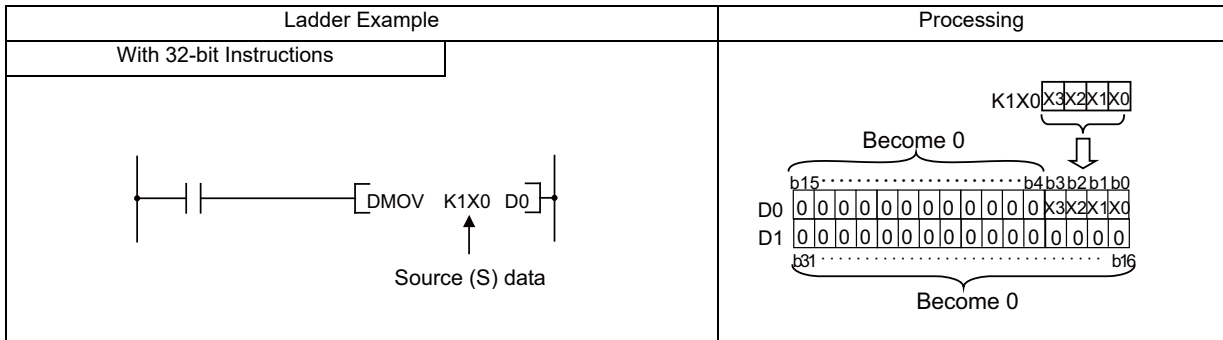 Ladder Example
Processing
With 32-bit Instructions
DMOV K1X0 D0
Source (S) data
K1X0 X3 X2 X1 X0
Become 0
b15 b4 b3 b2 b1 b0
D0 0 0 0 0 0 0 0 0 0 0 0 0 X3 X2 X1 X0
D1 0 0 0 0 0 0 0 0 0 0 0 0 0 0 0 0
b31 b16
Become 0